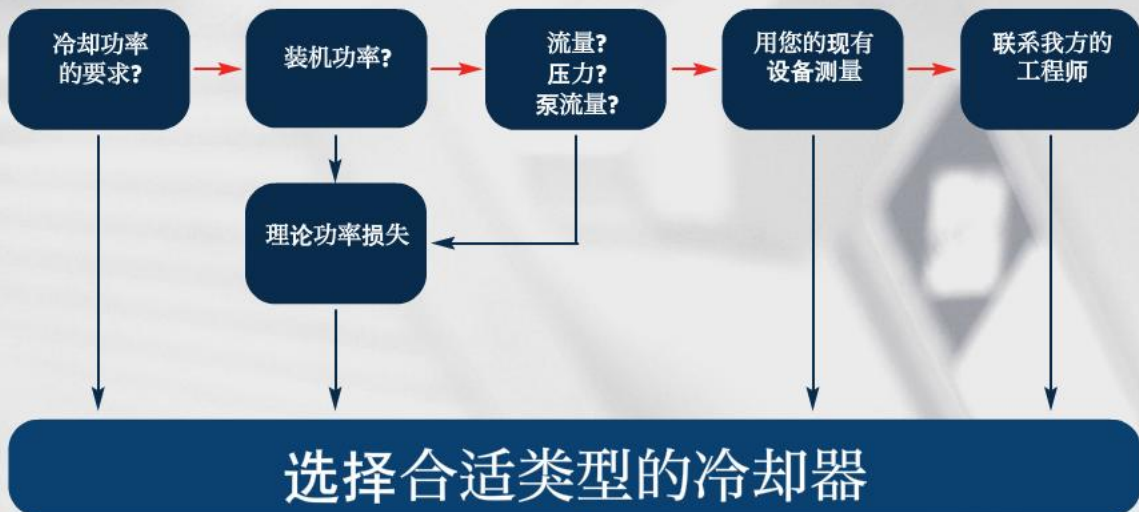 冷却功率
的要求?
装机功率?
流量?
压力?
泵流量?
用您的现有
设备测量
联系我方的
工程师
理论功率损失
选择合适类型的冷却器